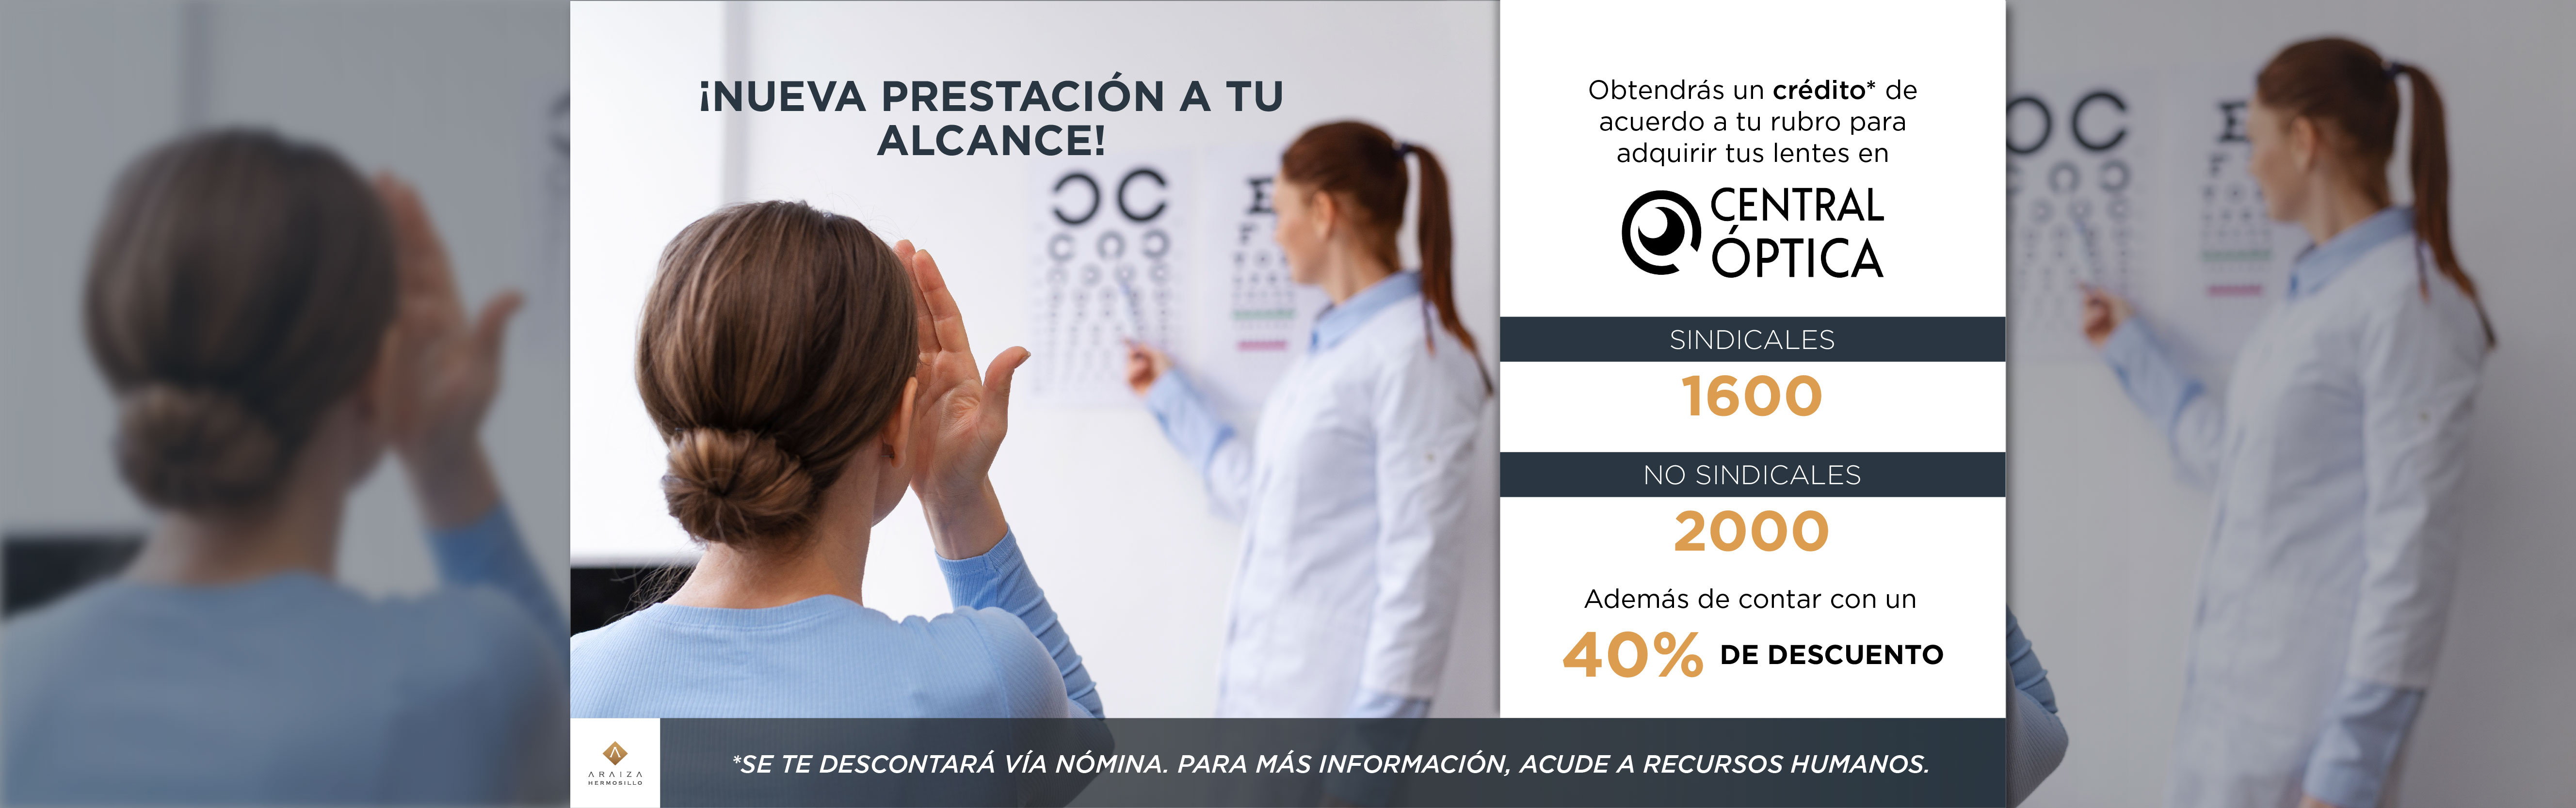 ¡NUEVA PRESTACIÓN A TU
ALCANCE!
Obtendrás un crédito* de
acuerdo a tu rubro para
adquirir tus lentes en
CENTRAL
ÓPTICA
SINDICALES
1600
NO SINDICALES
2000
Además de contar con un
40% DE DESCUENTO
ARAIZA
HERMOSILLO
*SE TE DESCONTARÁ VÍA NÓMINA. PARA MÁS INFORMACIÓN, ACUDE A RECURSOS HUMANOS.